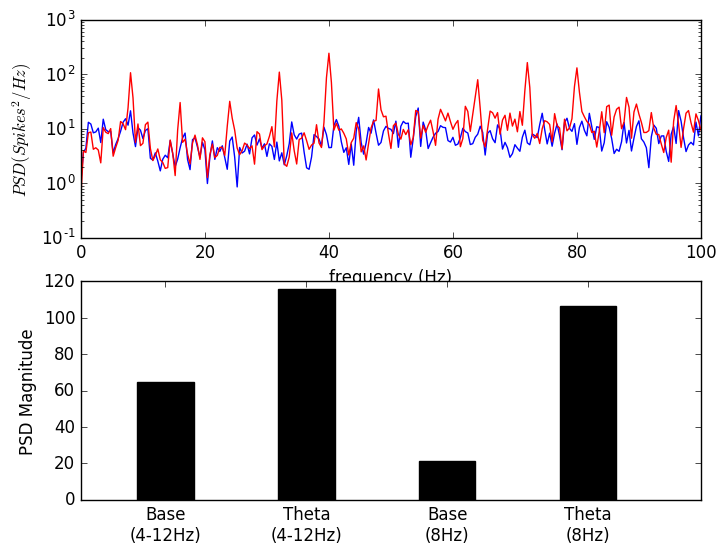 10³
10²
10¹
10⁰
10⁻¹
PSD(Spikes²/Hz)
0 20 40 60 80 100
frequency (Hz)
120
100
80
60
40
20
0
PSD Magnitude
Base Theta Base Theta
(4-12Hz) (4-12Hz) (8Hz) (8Hz)